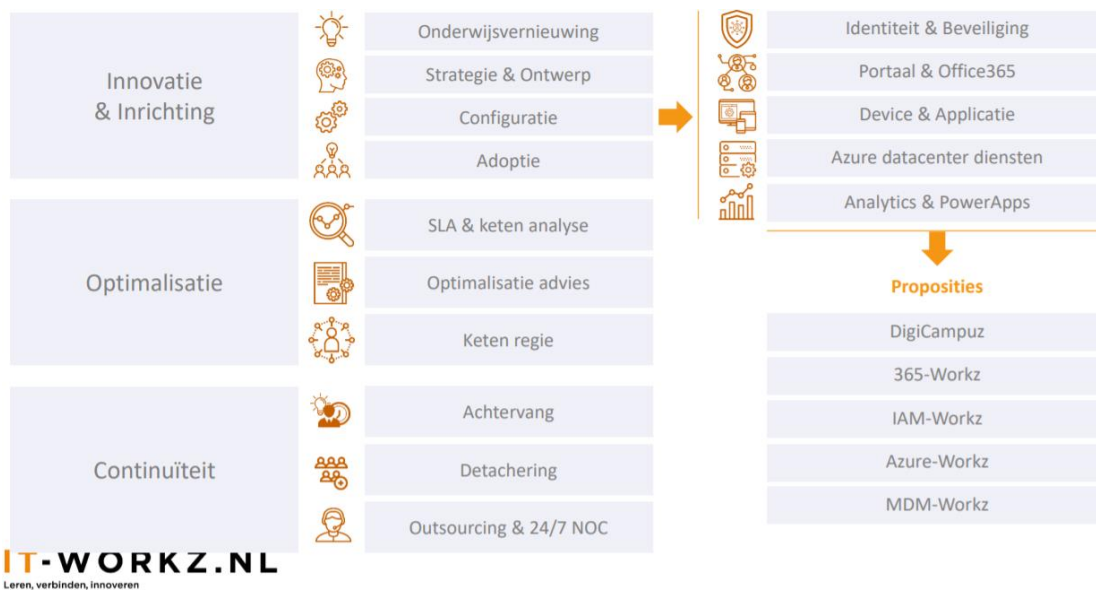 Innovatie
& Inrichting
Onderwijsvernieuwing
Strategie & Ontwerp
Configuratie
Adoptie
Optimalisatie
SLA & keten analyse
Optimalisatie advies
Keten regie
Continuïteit
Achtervang
Detachering
Outsourcing & 24/7 NOC
Identiteit & Beveiliging
Portaal & Office365
Device & Applicatie
Azure datacenter diensten
Analytics & PowerApps
Proposities
DigiCampuz
365-Workz
IAM-Workz
Azure-Workz
MDM-Workz
IT-WORKZ.NL
Leren, verbinden, innoveren